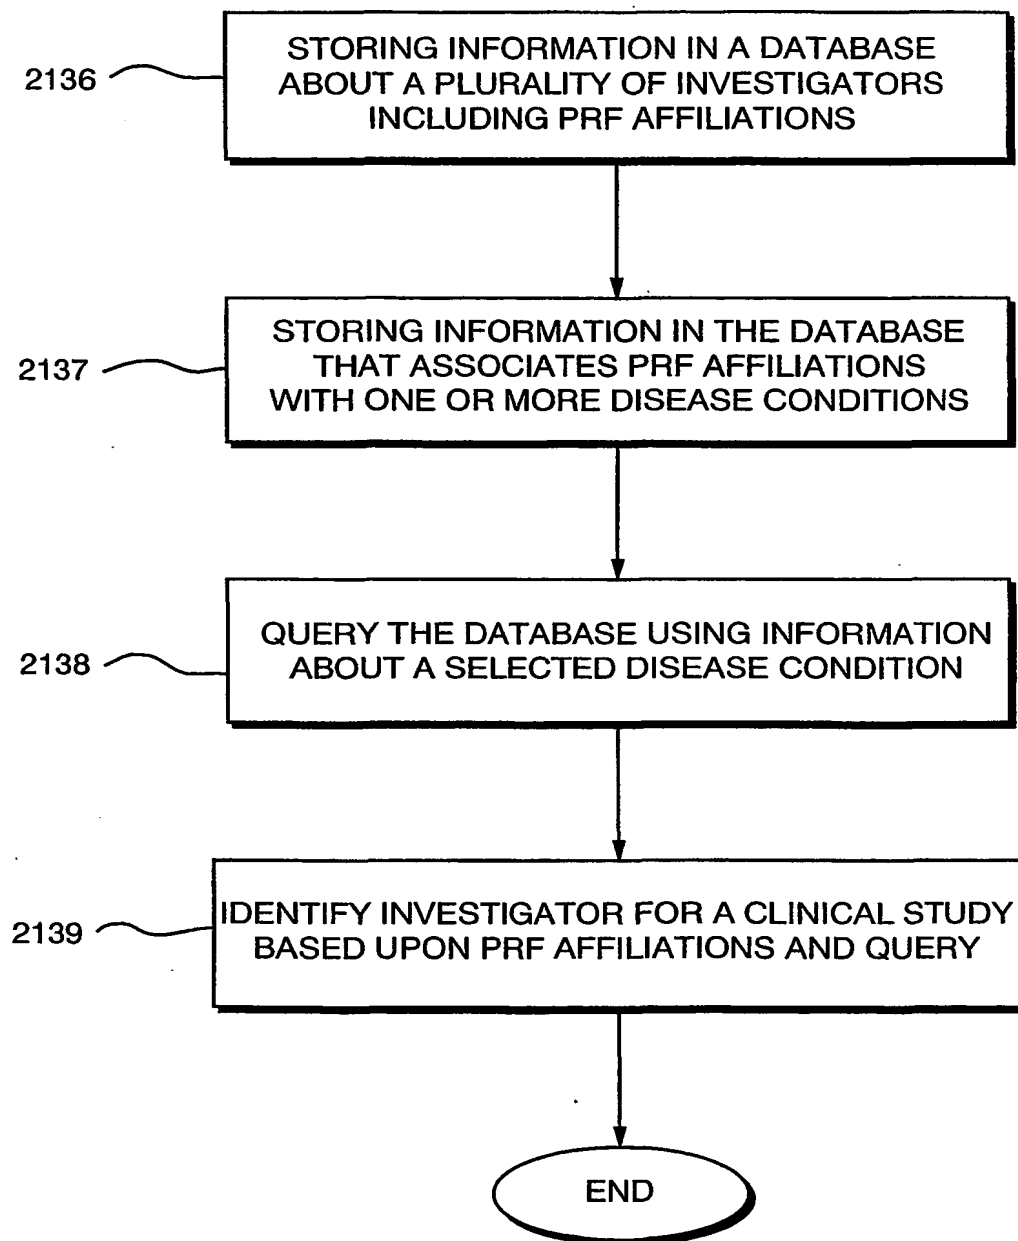 STORING INFORMATION IN A DATABASE
2136
ABOUT A PLURALITY OF INVESTIGATORS
INCLUDING PRF AFFILIATIONS
STORING INFORMATION IN THE DATABASE
2137
THAT ASSOCIATES PRF AFFILIATIONS
WITH ONE OR MORE DISEASE CONDITIONS
QUERY THE DATABASE USING INFORMATION
2138
ABOUT A SELECTED DISEASE CONDITION
IDENTIFY INVESTIGATOR FOR A CLINICAL STUDY
2139
BASED UPON PRF AFFILIATIONS AND QUERY
END